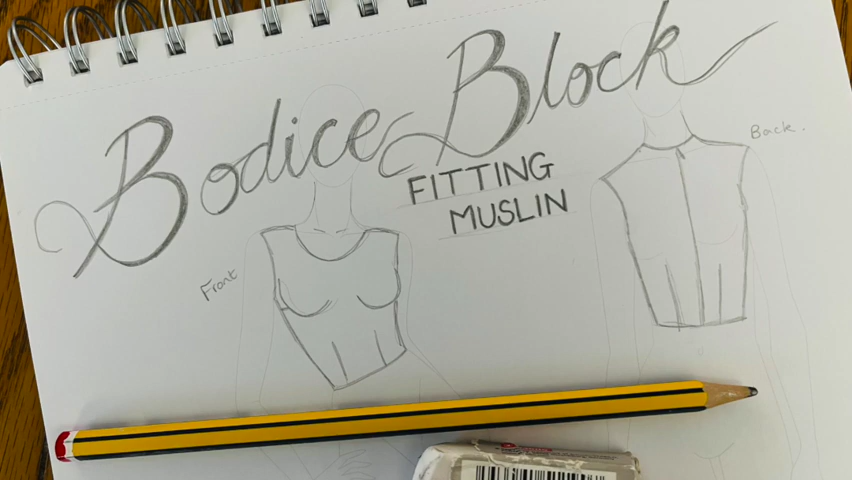 Bodice Block
FITTING
MUSLIN
Front
Back.